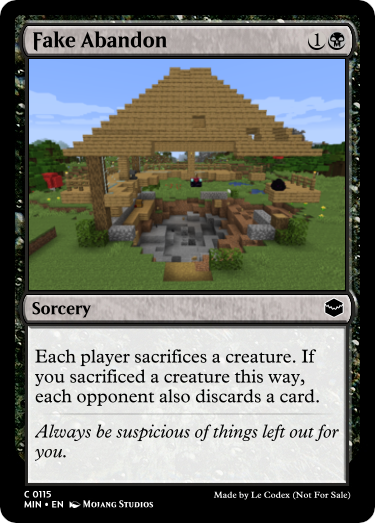 Fake Abandon 1
Sorcery
Each player sacrifices a creature. If
you sacrificed a creature this way,
each opponent also discards a card.
Always be suspicious of things left out for
you.
C 0115
MIN • EN Mojang Studios
Made by Le Codex (Not For Sale)